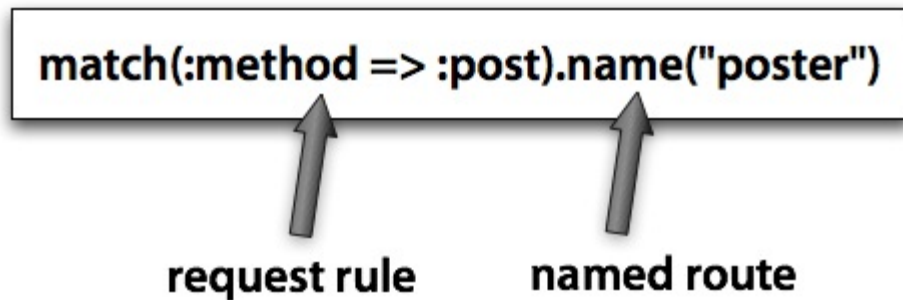 match(:method => :post).name("poster")
request rule
named route